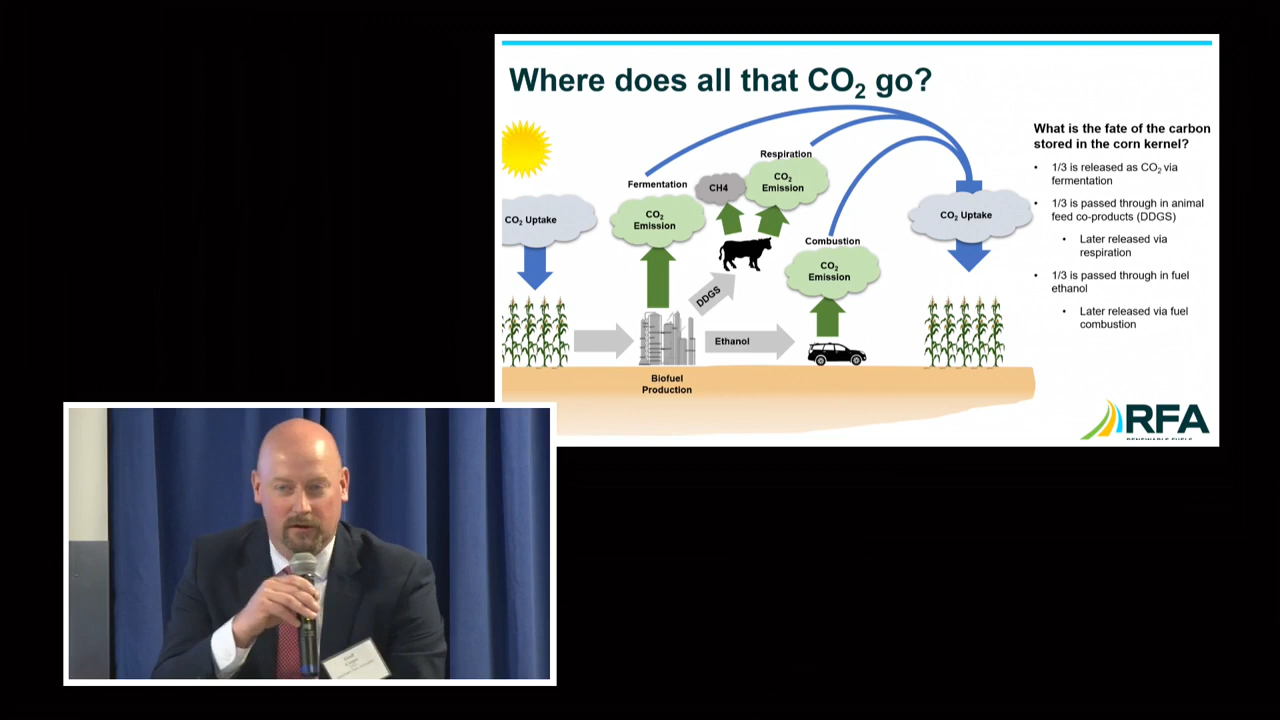 Where does all that CO2 go?
What is the fate of the carbon
stored in the corn kernel?
• 1/3 is released as CO2 via
fermentation
• 1/3 is passed through in animal
feed co-products (DDGS)
• Later released via
respiration
• 1/3 is passed through in fuel
ethanol
• Later released via fuel
combustion
Respiration
Fermentation
CH4
CO2
Emission
CO2 Uptake
CO2
Emission
CO2 Uptake
Combustion
CO2
Emission
DDGS
Ethanol
Biofuel
Production
RFA
RENEWABLE FUELS